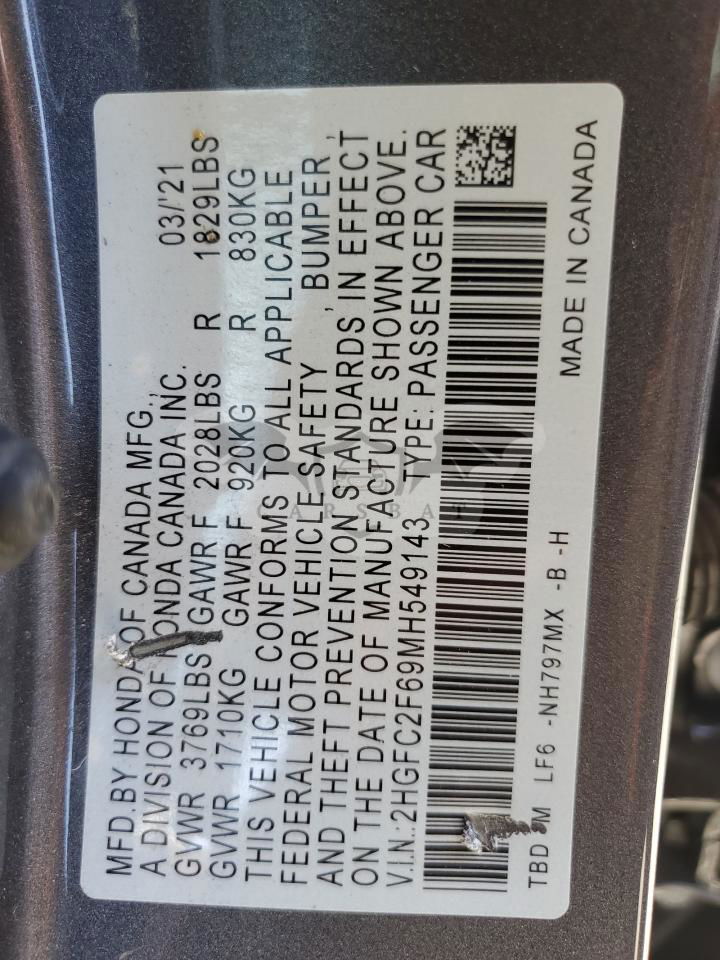 MFD.BY HONDA OF CANADA MFG., 03/'21
A DIVISION OF HONDA CANADA INC.
GVWR 3769LBS GAWR F 2028LBS R 1829LBS
GVWR 1710KG GAWR F 920KG R 830KG
THIS VEHICLE CONFORMS TO ALL APPLICABLE
FEDERAL MOTOR VEHICLE SAFETY , BUMPER ,
AND THEFT PREVENTION STANDARDS IN EFFECT
ON THE DATE OF MANUFACTURE SHOWN ABOVE.
V.I.N.:2HGFC2F69MH549143 TYPE: PASSENGER CAR
TBD M LF6 -NH797MX -B -H MADE IN CANADA
CARSBAT